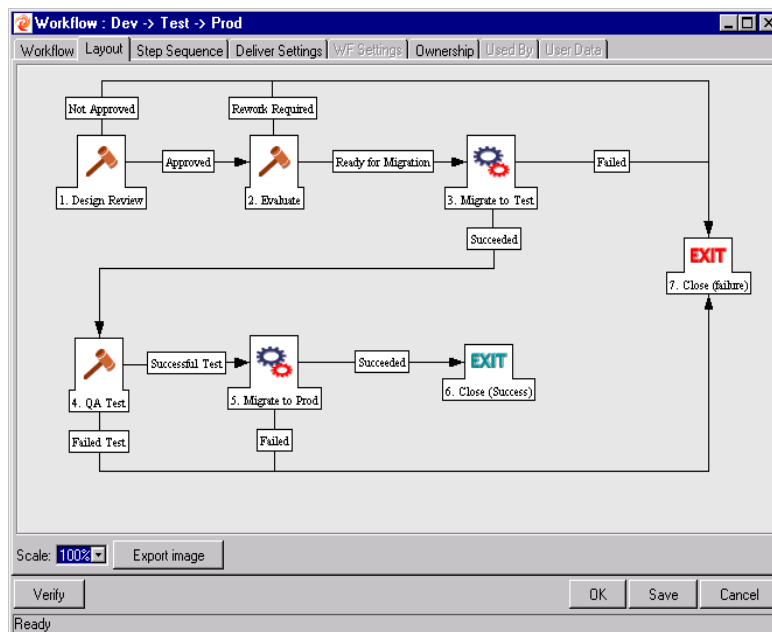 Workflow : Dev -> Test -> Prod
Workflow Layout Step Sequence Deliver Settings WF Settings Ownership Used By User Data
Not Approved
Rework Required
Approved
Ready for Migration
Failed
1. Design Review
2. Evaluate
3. Migrate to Test
Succeeded
EXIT
7. Close (failure)
Successful Test
Succeeded
EXIT
4. QA Test
5. Migrate to Prod
6. Close (Success)
Failed Test
Failed
Scale: 100% Export image
Verify OK Save Cancel
Ready